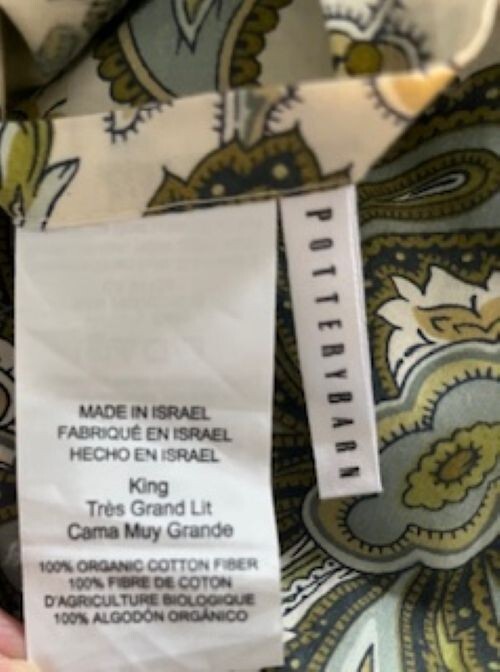 MADE IN ISRAEL
FABRIQUÉ EN ISRAEL
HECHO EN ISRAEL
King
Très Grand Lit
Cama Muy Grande
100% ORGANIC COTTON FIBER
100% FIBRE DE COTON
D'AGRICULTURE BIOLOGIQUE
100% ALGODÓN ORGÁNICO
POTTERYBARN